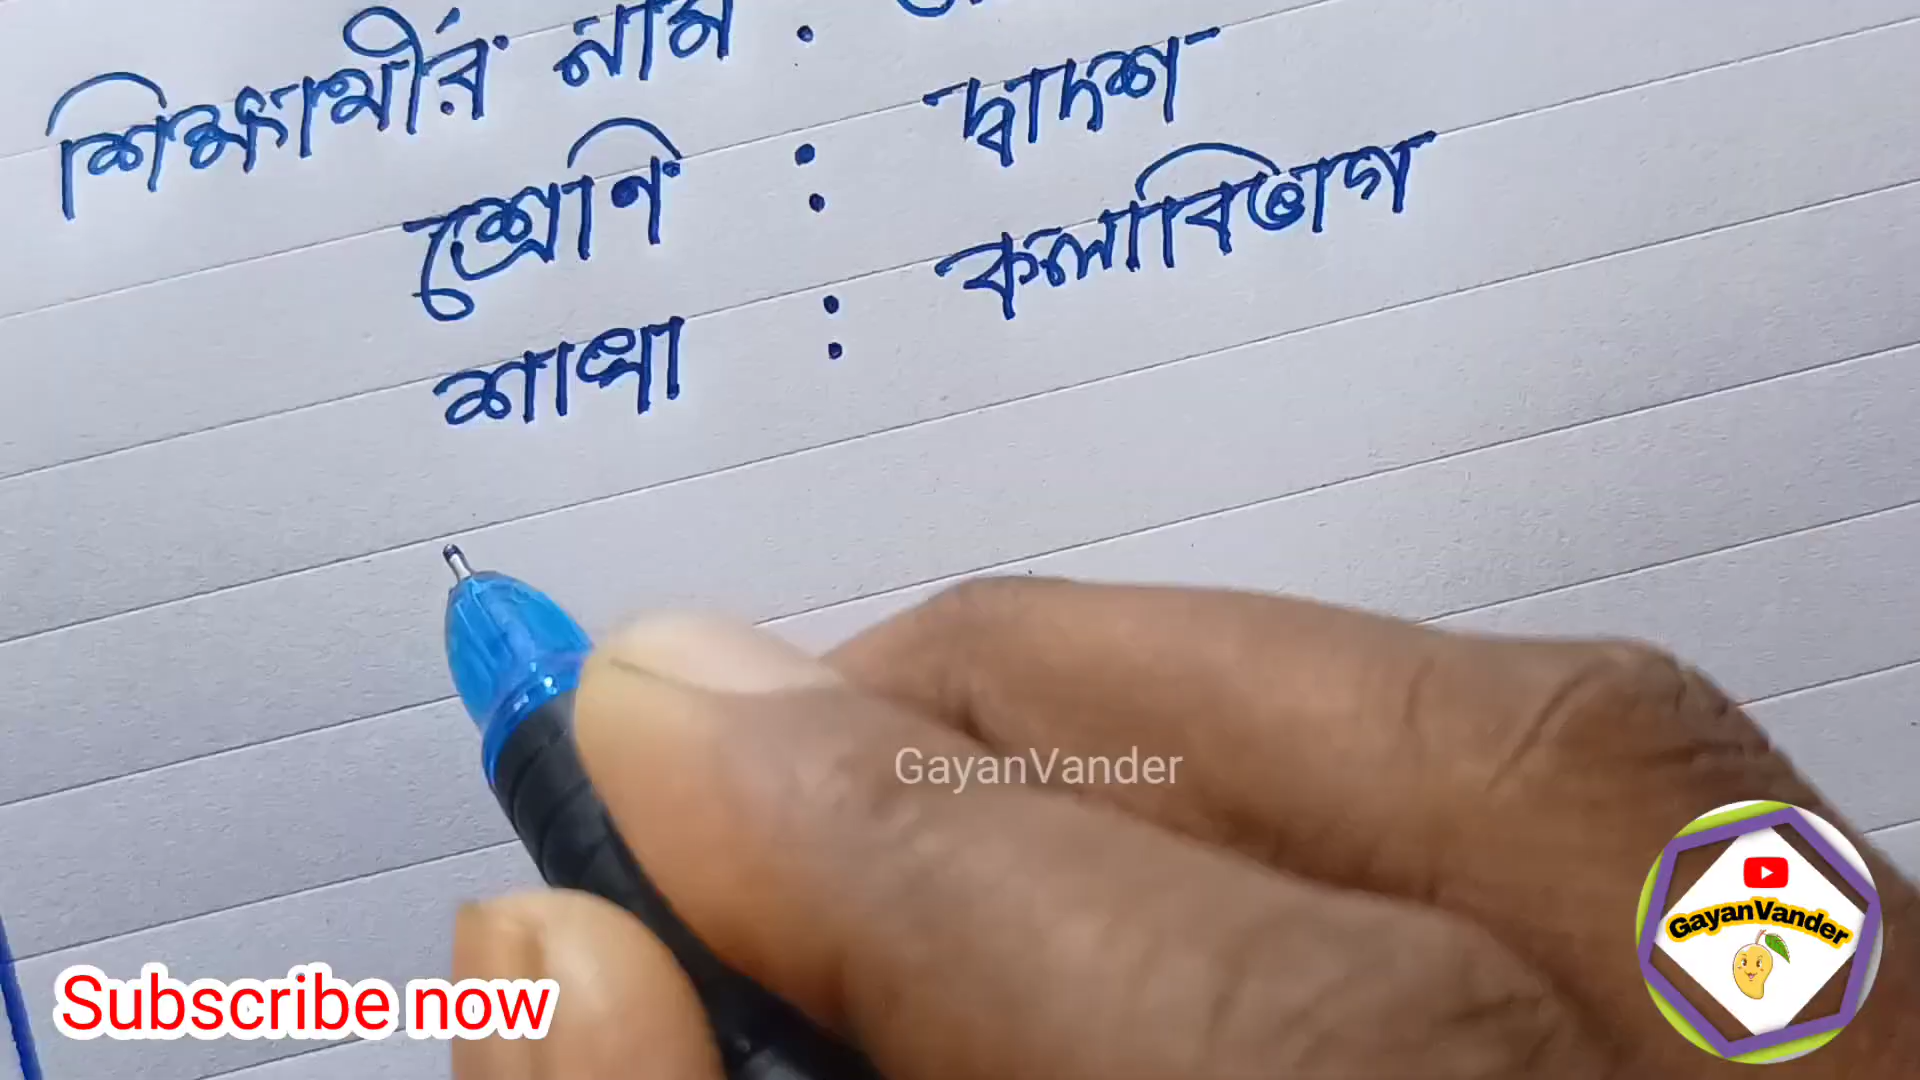 শিক্ষার্থীর নাম :
শ্রেণি : দ্বাদশ
শাখা : কলাবিভাগ
GayanVander
GayanVander
Subscribe now